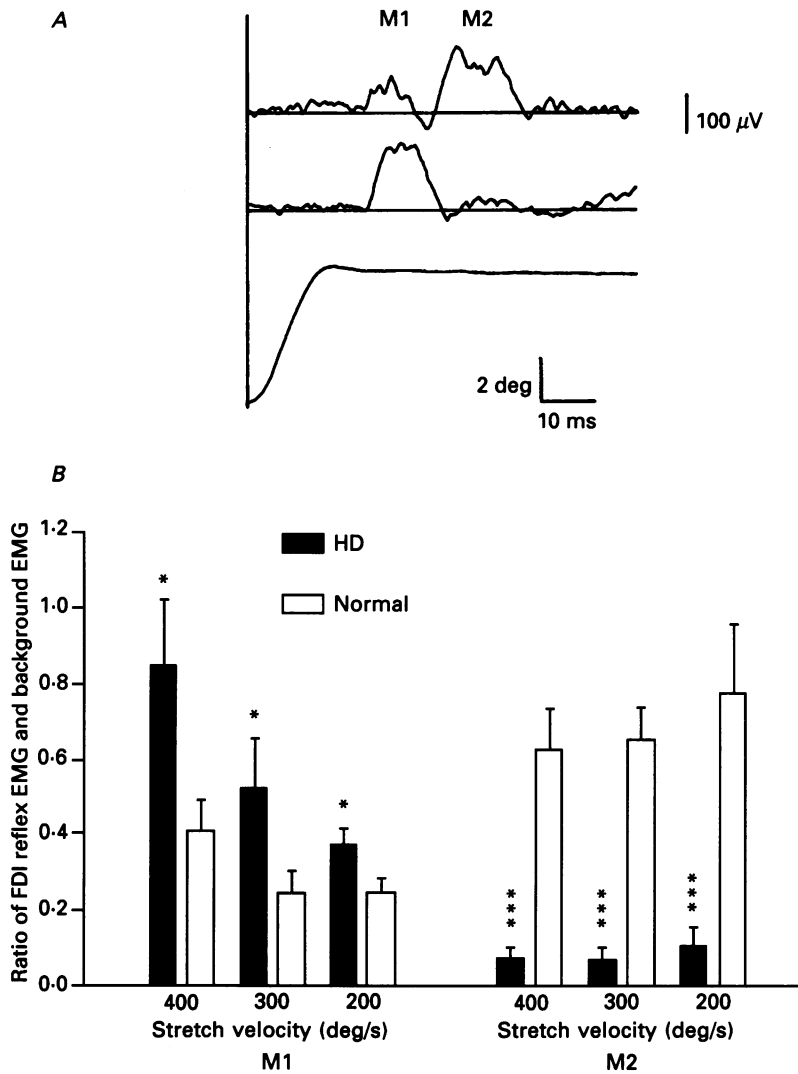 A
M1 M2
100 μV
2 deg
10 ms
B
Ratio of FDI reflex EMG and background EMG
1·2
1·0
0·8
0·6
0·4
0·2
0·0
HD
Normal
*
*
*
***
***
***
400 300 200 400 300 200
Stretch velocity (deg/s) Stretch velocity (deg/s)
M1 M2